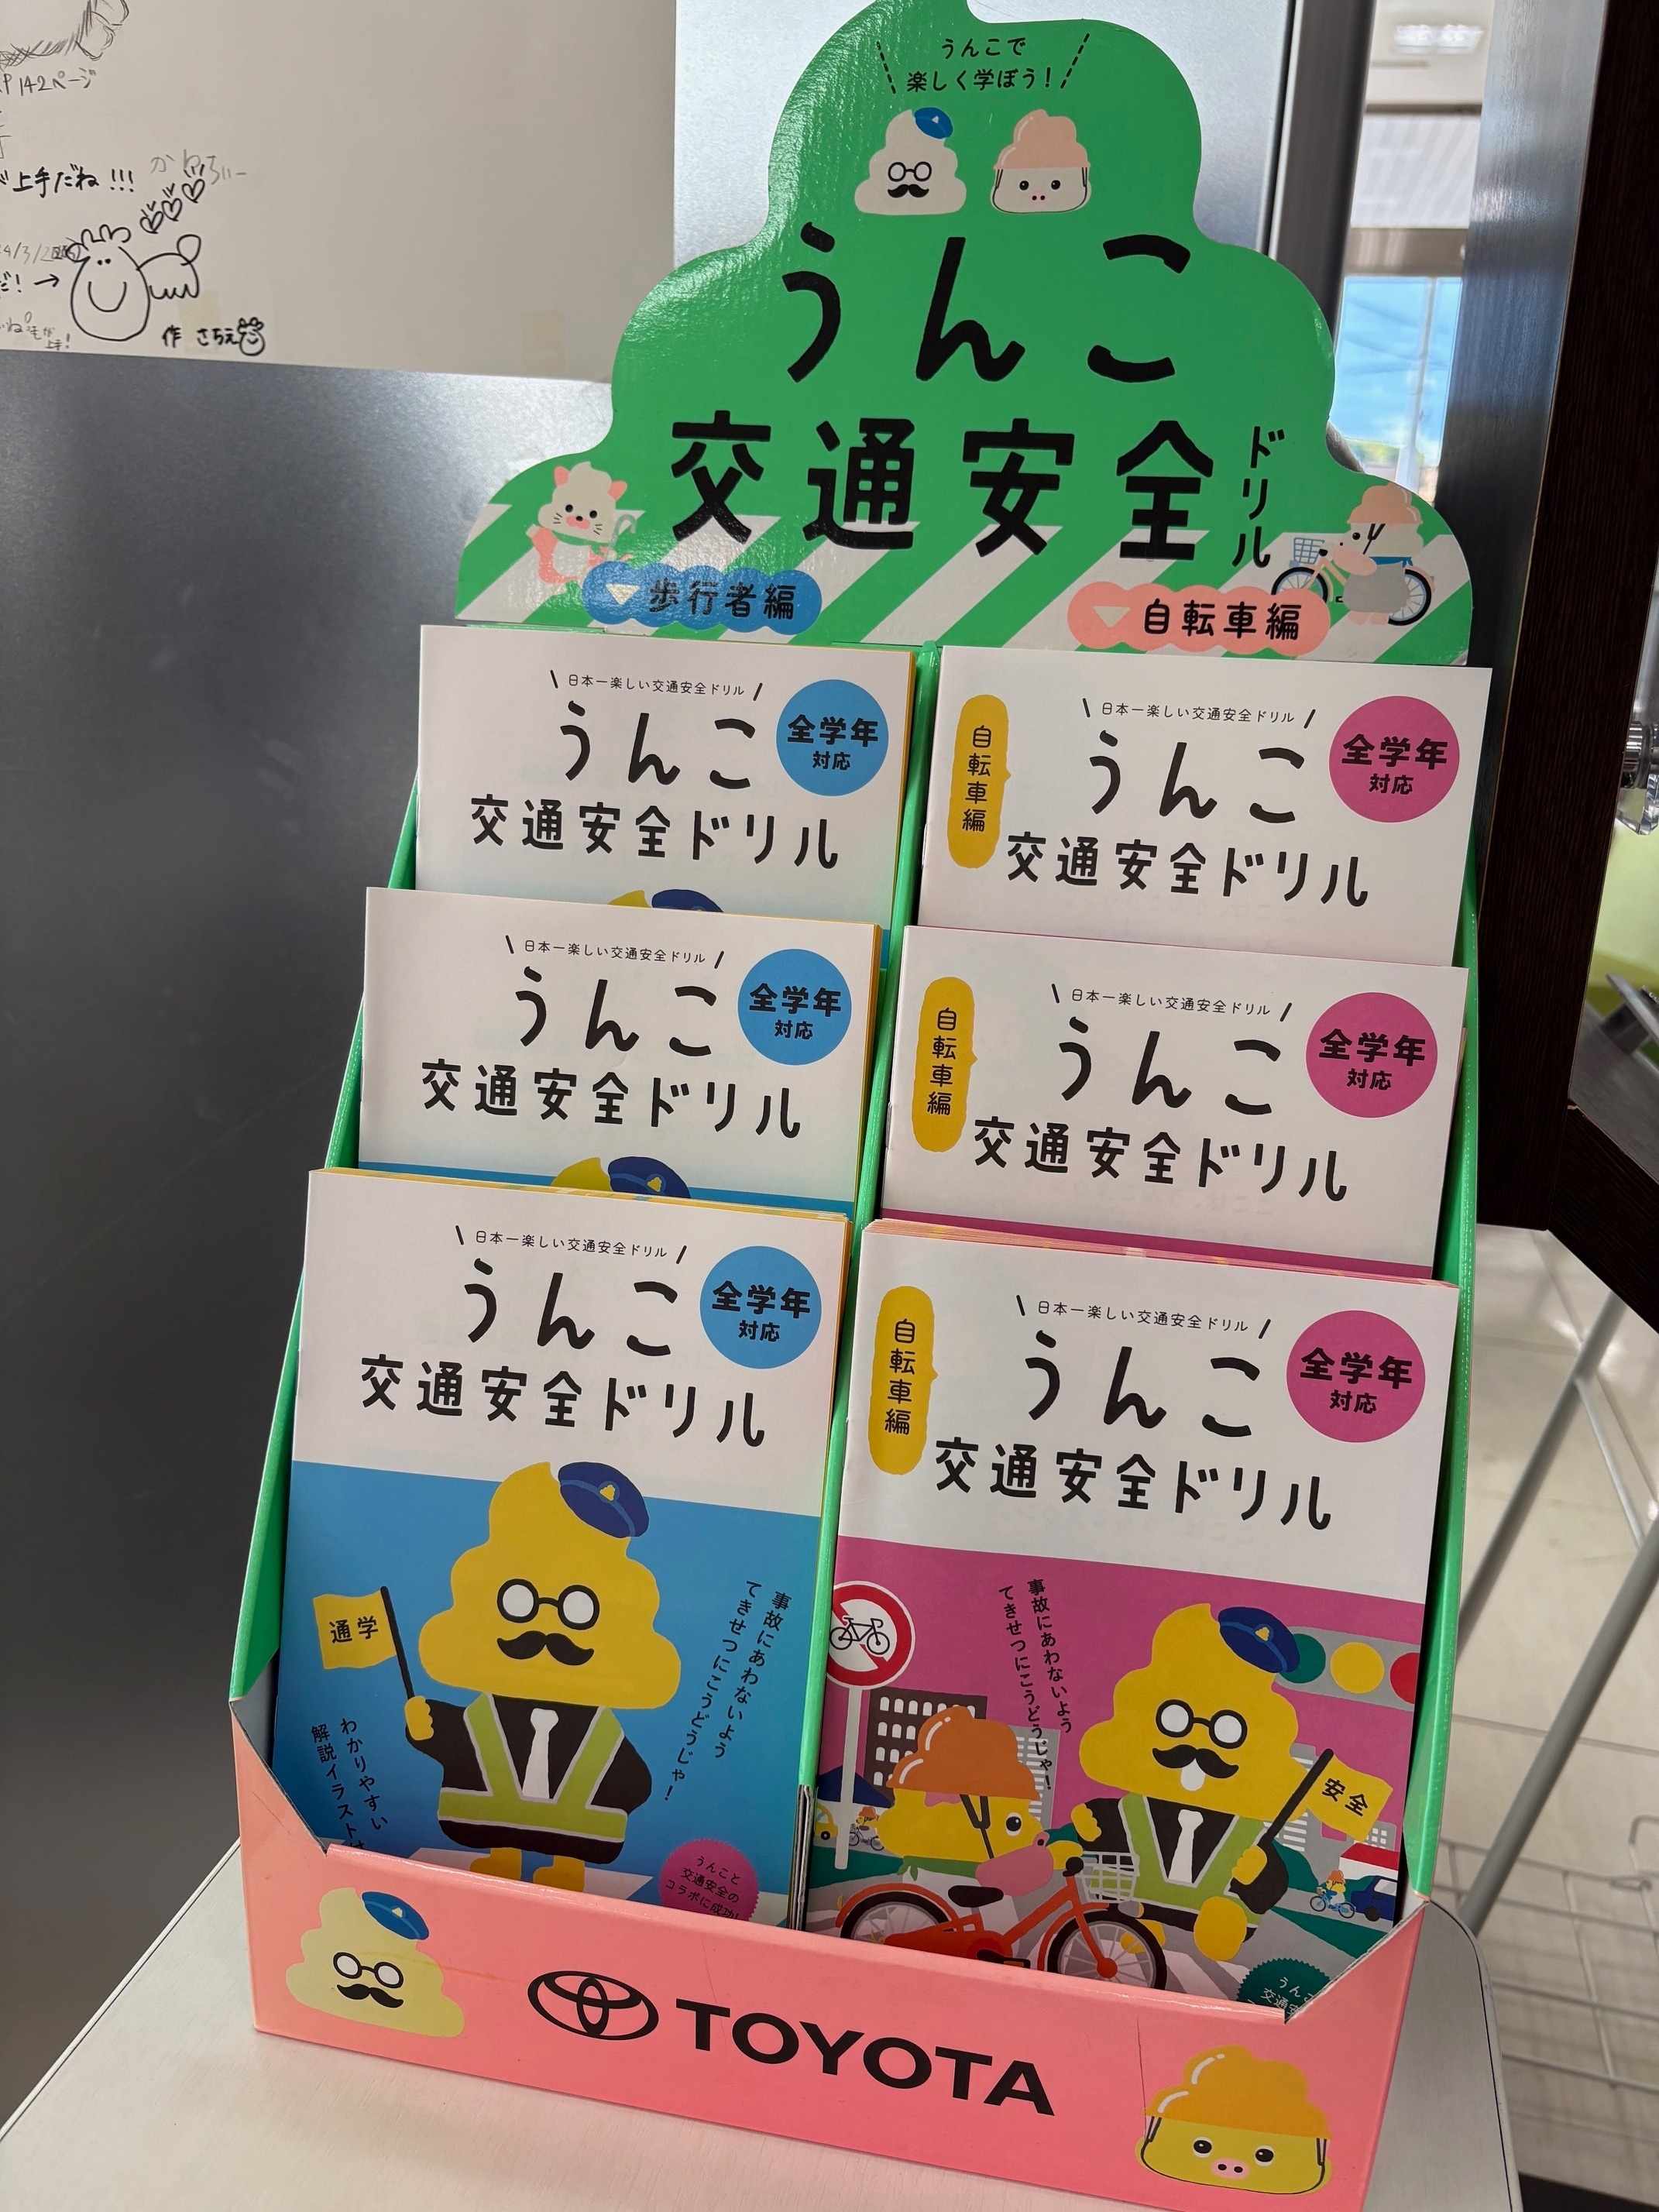 142ページ
上手だね!!!
作 さちえ
うんこで
楽しく学ぼう!
うんこ
交通安全
ドリル
歩行者編
自転車編
日本一楽しい交通安全ドリル
うんこ
交通安全ドリル
全学年
対応
自転車編
日本一楽しい交通安全ドリル
うんこ
交通安全ドリル
全学年
対応
日本一楽しい交通安全ドリル
うんこ
交通安全ドリル
全学年
対応
自転車編
日本一楽しい交通安全ドリル
うんこ
交通安全ドリル
全学年
対応
日本一楽しい交通安全ドリル
うんこ
交通安全ドリル
全学年
対応
通学
事故にあわないよう
てきせつにこうどうじゃ!
わかりやすい
解説イラスト
うんこと
交通安全の
コラボに成功!
自転車編
日本一楽しい交通安全ドリル
うんこ
交通安全ドリル
全学年
対応
事故にあわないよう
てきせつにこうどうじゃ!
安全
TOYOTA